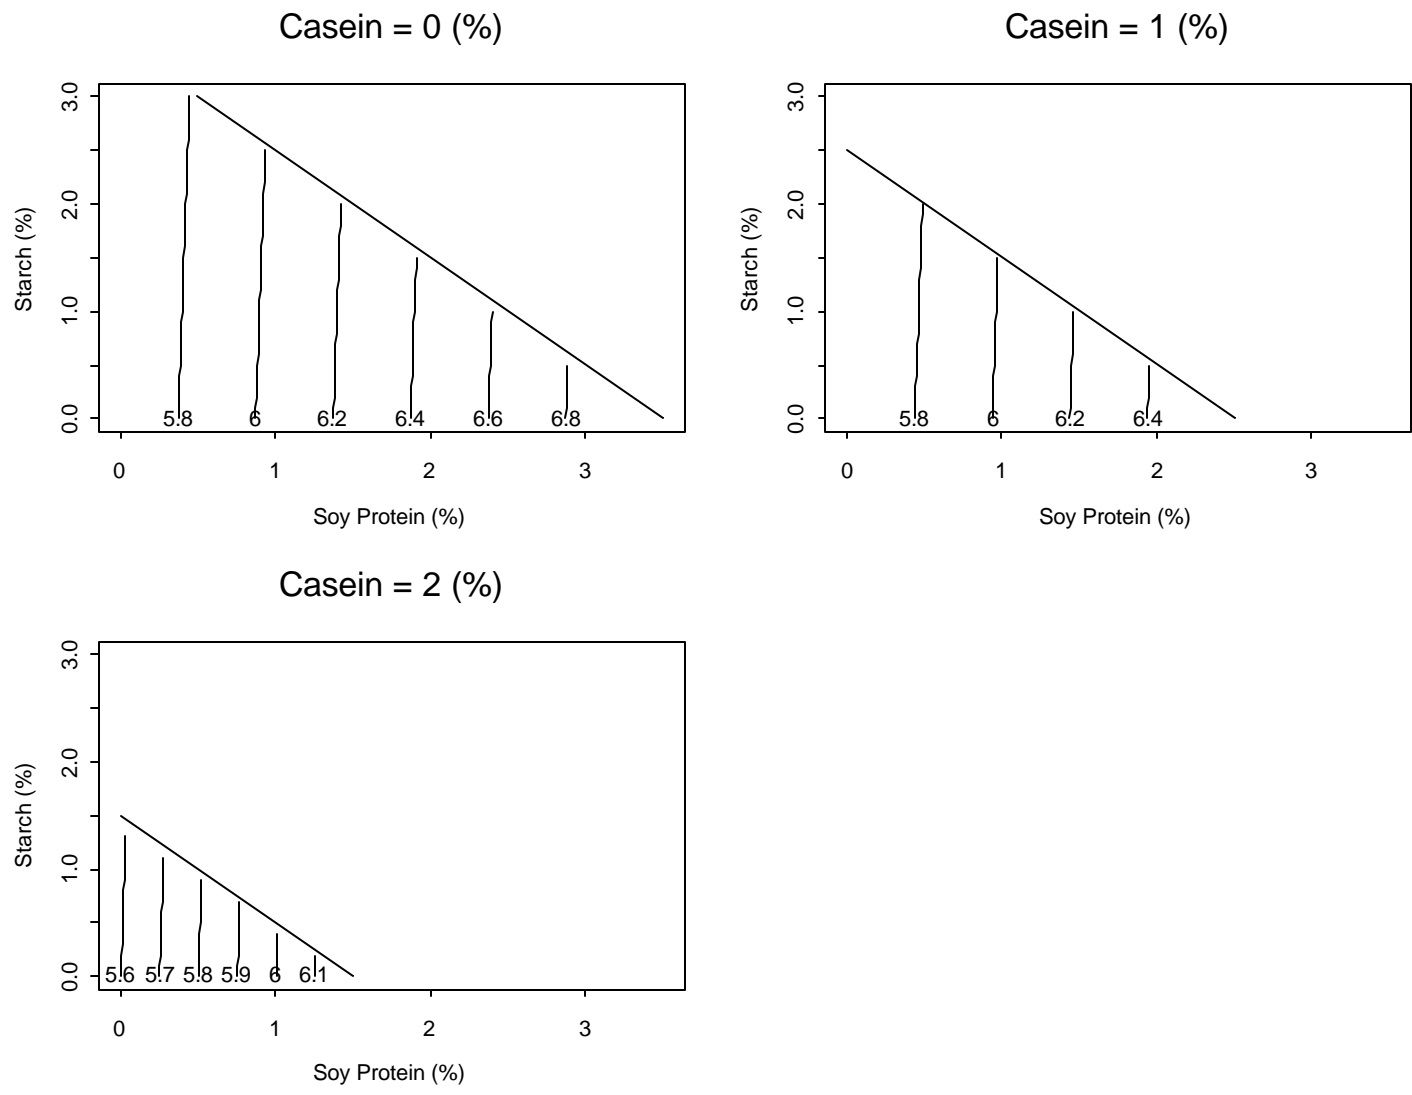 Casein = 0 (%)
3.0
2.0
1.0
0.0
Starch (%)
5.8 6 6.2 6.4 6.6 6.8
0 1 2 3
Soy Protein (%)
Casein = 1 (%)
3.0
2.0
1.0
0.0
Starch (%)
5.8 6 6.2 6.4
0 1 2 3
Soy Protein (%)
Casein = 2 (%)
3.0
2.0
1.0
0.0
Starch (%)
5.6 5.7 5.8 5.9 6 6.1
0 1 2 3
Soy Protein (%)